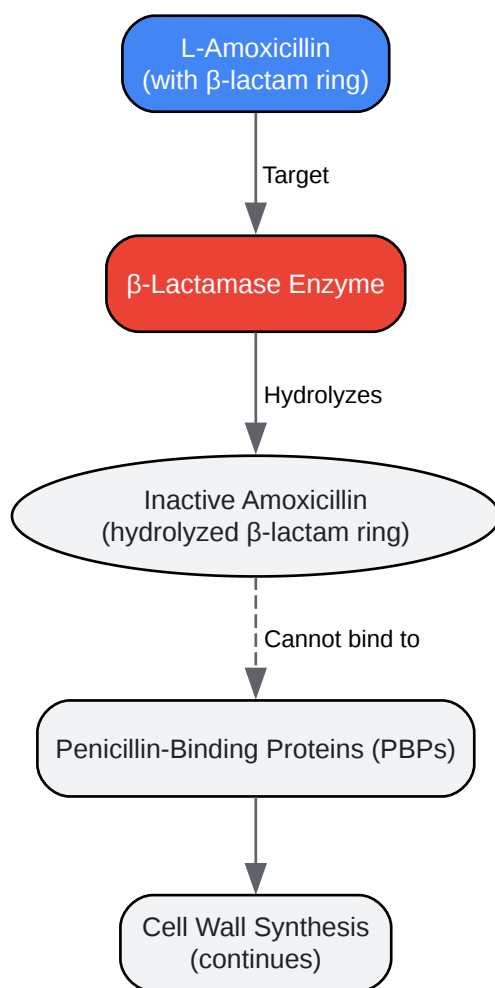 L-Amoxicillin
(with β-lactam ring)
Target
β-Lactamase Enzyme
Hydrolyzes
Inactive Amoxicillin
(hydrolyzed β-lactam ring)
Cannot bind to
Penicillin-Binding Proteins (PBPs)
Cell Wall Synthesis
(continues)